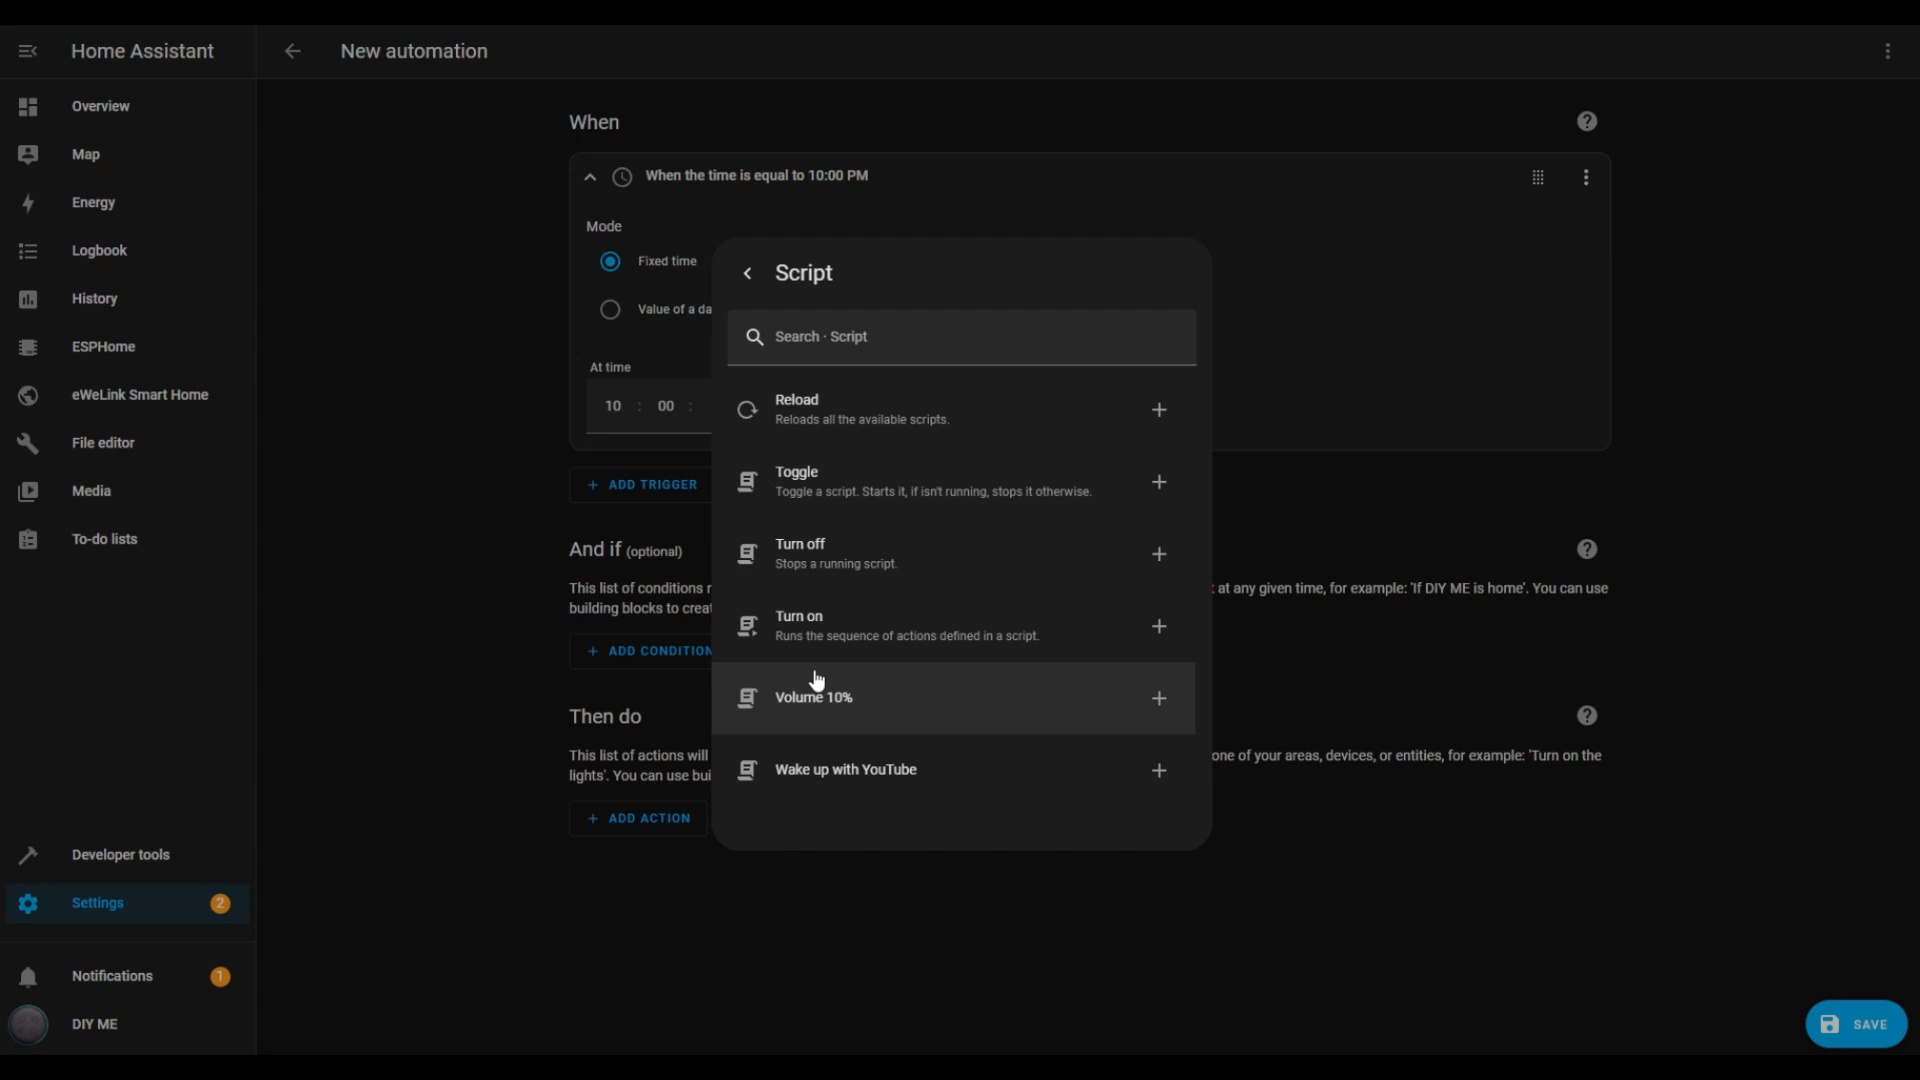 Home Assistant
New automation
Overview
Map
Energy
Logbook
History
ESPHome
eWeLink Smart Home
File editor
Media
To-do lists
Developer tools
Settings 2
Notifications 1
DIY ME
When
When the time is equal to 10:00 PM
Mode
Fixed time
Value of a da
At time
10 : 00 :
+ ADD TRIGGER
And if (optional)
This list of conditions
at any given time, for example: 'If DIY ME is home'. You can use
building blocks to creat
+ ADD CONDITION
Then do
This list of actions will
one of your areas, devices, or entities, for example: 'Turn on the
lights'. You can use bui
+ ADD ACTION
Script
Search · Script
Reload
Reloads all the available scripts.
Toggle
Toggle a script. Starts it, if isn't running, stops it otherwise.
Turn off
Stops a running script.
Turn on
Runs the sequence of actions defined in a script.
Volume 10%
Wake up with YouTube
SAVE